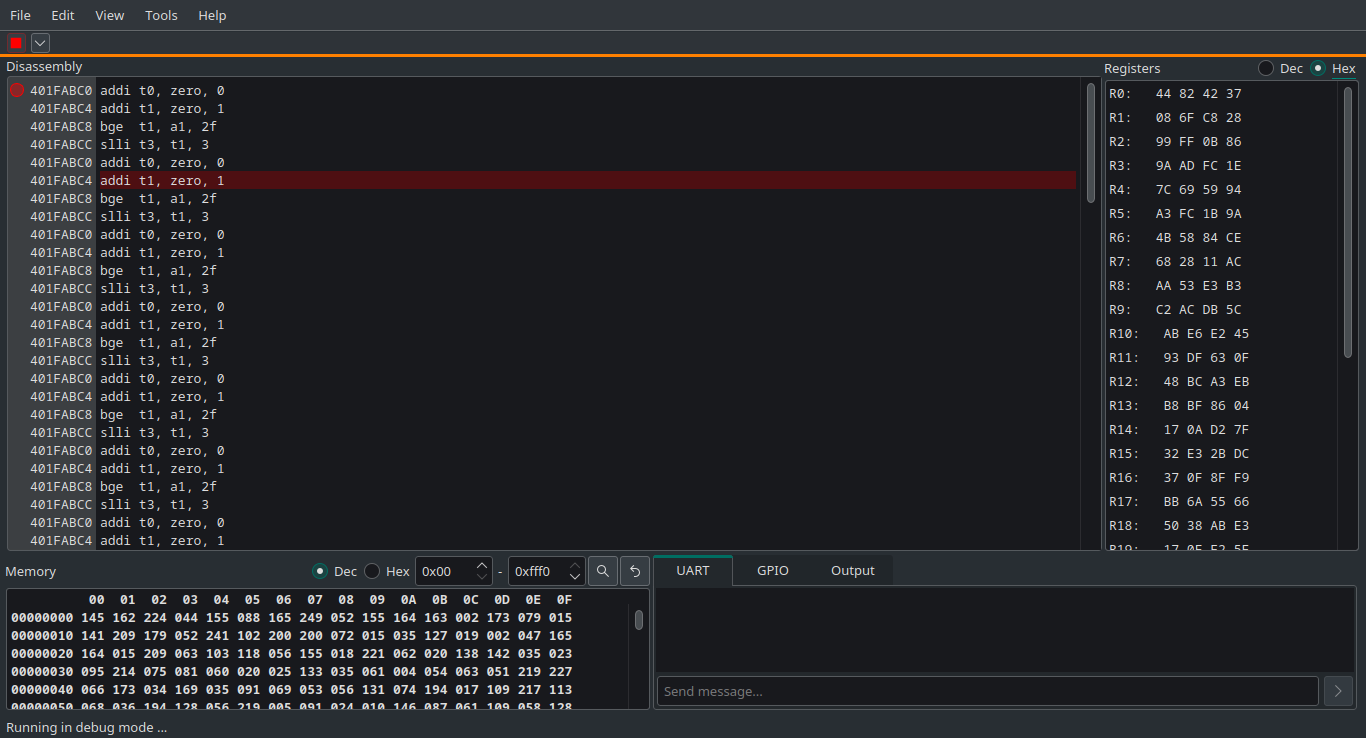 File Edit View Tools Help
Disassembly
401FABC0 addi t0, zero, 0
401FABC4 addi t1, zero, 1
401FABC8 bge  t1, a1, 2f
401FABCC slli t3, t1, 3
401FABC0 addi t0, zero, 0
401FABC4 addi t1, zero, 1
401FABC8 bge  t1, a1, 2f
401FABCC slli t3, t1, 3
401FABC0 addi t0, zero, 0
401FABC4 addi t1, zero, 1
401FABC8 bge  t1, a1, 2f
401FABCC slli t3, t1, 3
401FABC0 addi t0, zero, 0
401FABC4 addi t1, zero, 1
401FABC8 bge  t1, a1, 2f
401FABCC slli t3, t1, 3
401FABC0 addi t0, zero, 0
401FABC4 addi t1, zero, 1
401FABC8 bge  t1, a1, 2f
401FABCC slli t3, t1, 3
401FABC0 addi t0, zero, 0
401FABC4 addi t1, zero, 1
401FABC8 bge  t1, a1, 2f
401FABCC slli t3, t1, 3
401FABC0 addi t0, zero, 0
401FABC4 addi t1, zero, 1
Registers Dec Hex
R0: 44 82 42 37
R1: 08 6F C8 28
R2: 99 FF 0B 86
R3: 9A AD FC 1E
R4: 7C 69 59 94
R5: A3 FC 1B 9A
R6: 4B 58 84 CE
R7: 68 28 11 AC
R8: AA 53 E3 B3
R9: C2 AC DB 5C
R10: AB E6 E2 45
R11: 93 DF 63 0F
R12: 48 BC A3 EB
R13: B8 BF 86 04
R14: 17 0A D2 7F
R15: 32 E3 2B DC
R16: 37 0F 8F F9
R17: BB 6A 55 66
R18: 50 38 AB E3
Memory Dec Hex 0x00 - 0xfff0
00 01 02 03 04 05 06 07 08 09 0A 0B 0C 0D 0E 0F
00000000 145 162 224 044 155 088 165 249 052 155 164 163 002 173 079 015
00000010 141 209 179 052 241 102 200 200 072 015 035 127 019 002 047 165
00000020 164 015 209 063 103 118 056 155 018 221 062 020 138 142 035 023
00000030 095 214 075 081 060 020 025 133 035 061 004 054 063 051 219 227
00000040 066 173 034 169 035 091 069 053 056 131 074 194 017 109 217 113
00000050 068 036 194 128 056 219 005 091 024 010 146 087 061 109 058 128
UART GPIO Output
Send message...
Running in debug mode ...